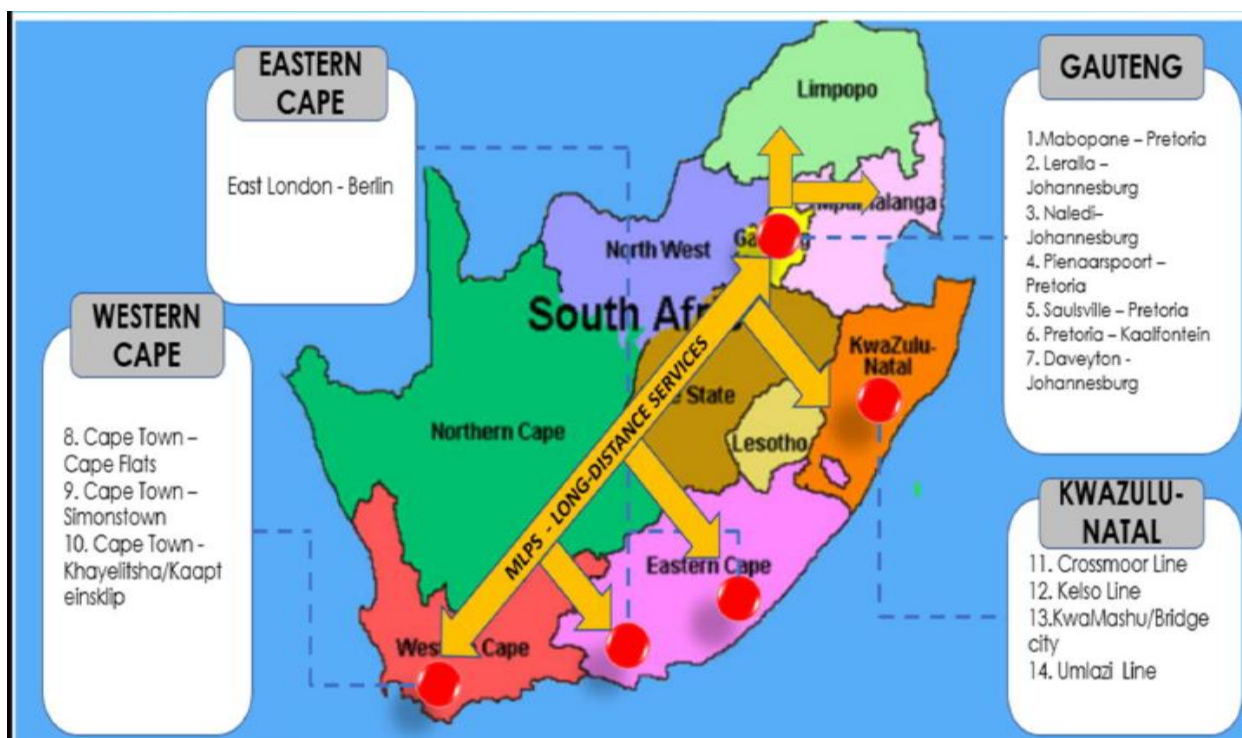 EASTERN
CAPE
East London - Berlin
WESTERN
CAPE
8. Cape Town –
Cape Flats
9. Cape Town –
Simonstown
10. Cape Town -
Khayelitsha/Kaapt
einsklip
GAUTENG
1.Mabopane – Pretoria
2. Leralla –
Johannesburg
3. Naledi–
Johannesburg
4. Pienaarspoort –
Pretoria
5. Saulsville – Pretoria
6. Pretoria – Kaalfontein
7. Daveyton -
Johannesburg
KWAZULU-
NATAL
11. Crossmoor Line
12. Kelso Line
13.KwaMashu/Bridge
city
14. Umlazi Line
Limpopo
North West
South Afri
KwaZulu-
Natal
State
Northern Cape
Lesotho
MLPS - LONG-DISTANCE SERVICES
Eastern Cape
Cape